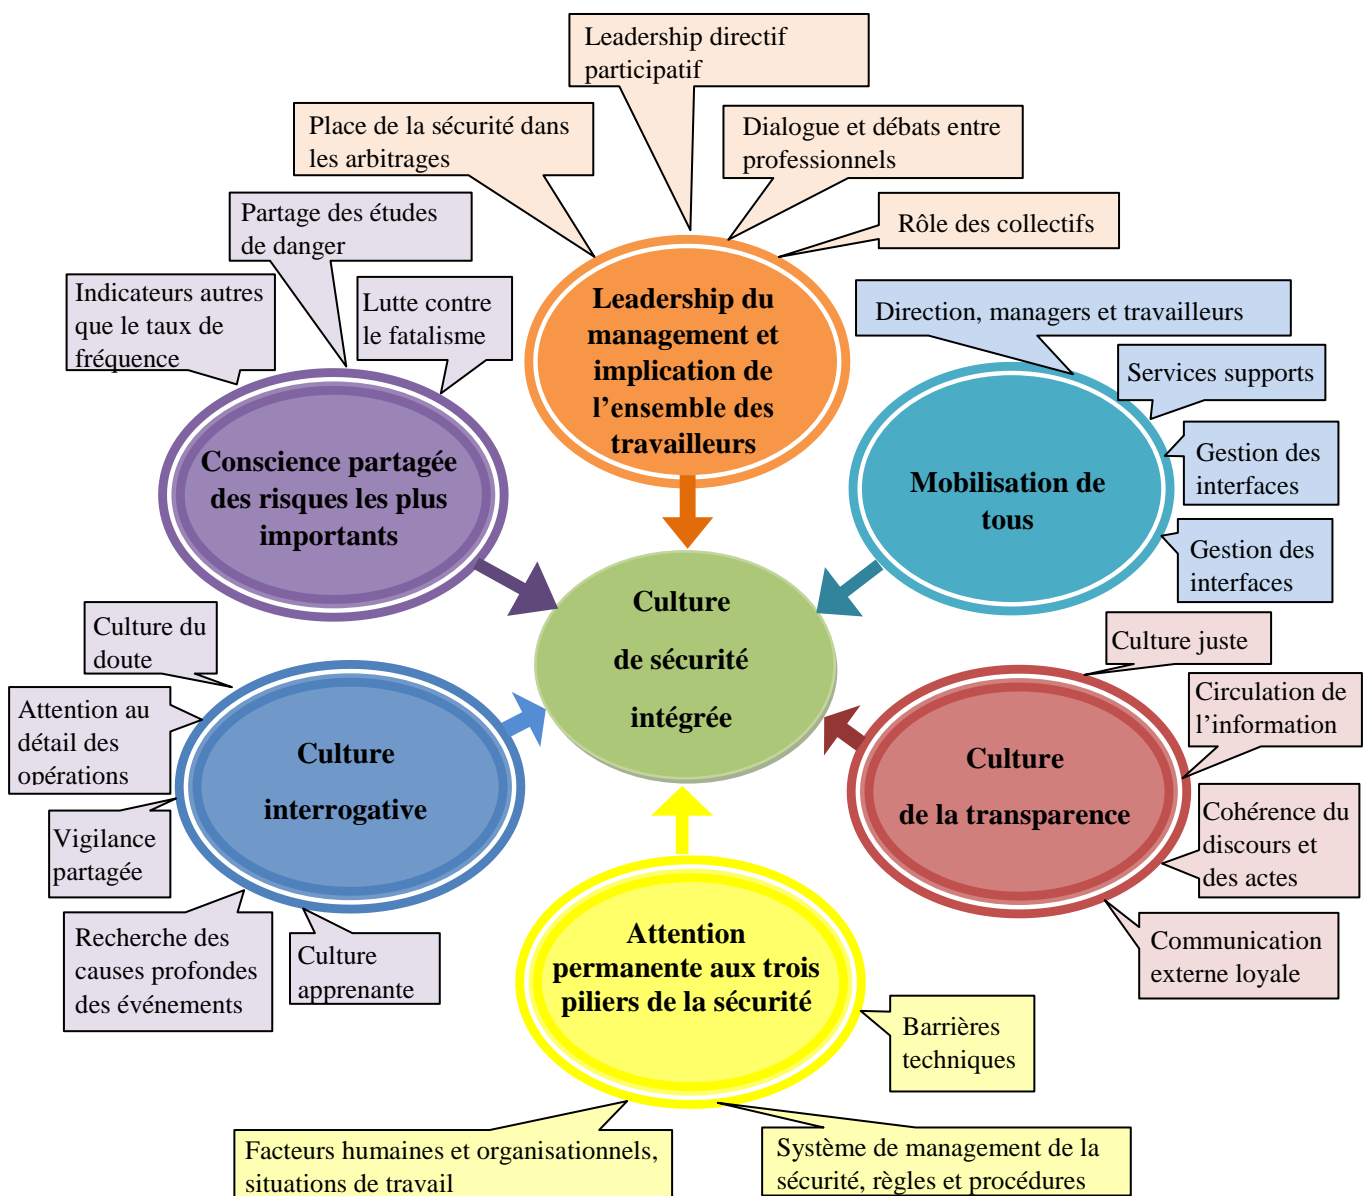 Leadership directif
participatif
Place de la sécurité dans
les arbitrages
Dialogue et débats entre
professionnels
Rôle des collectifs
Leadership du
management et
implication de
l'ensemble des
travailleurs
Partage des études
de danger
Indicateurs autres
que le taux de
fréquence
Lutte contre
le fatalisme
Conscience partagée
des risques les plus
importants
Direction, managers et travailleurs
Services supports
Gestion des
interfaces
Gestion des
interfaces
Mobilisation de
tous
Culture
de sécurité
intégrée
Culture du
doute
Attention au
détail des
opérations
Vigilance
partagée
Recherche des
causes profondes
des événements
Culture
apprenante
Culture
interrogative
Culture juste
Circulation de
l'information
Cohérence du
discours et
des actes
Communication
externe loyale
Culture
de la transparence
Attention
permanente aux trois
piliers de la sécurité
Barrières
techniques
Facteurs humaines et organisationnels,
situations de travail
Système de management de la
sécurité, règles et procédures